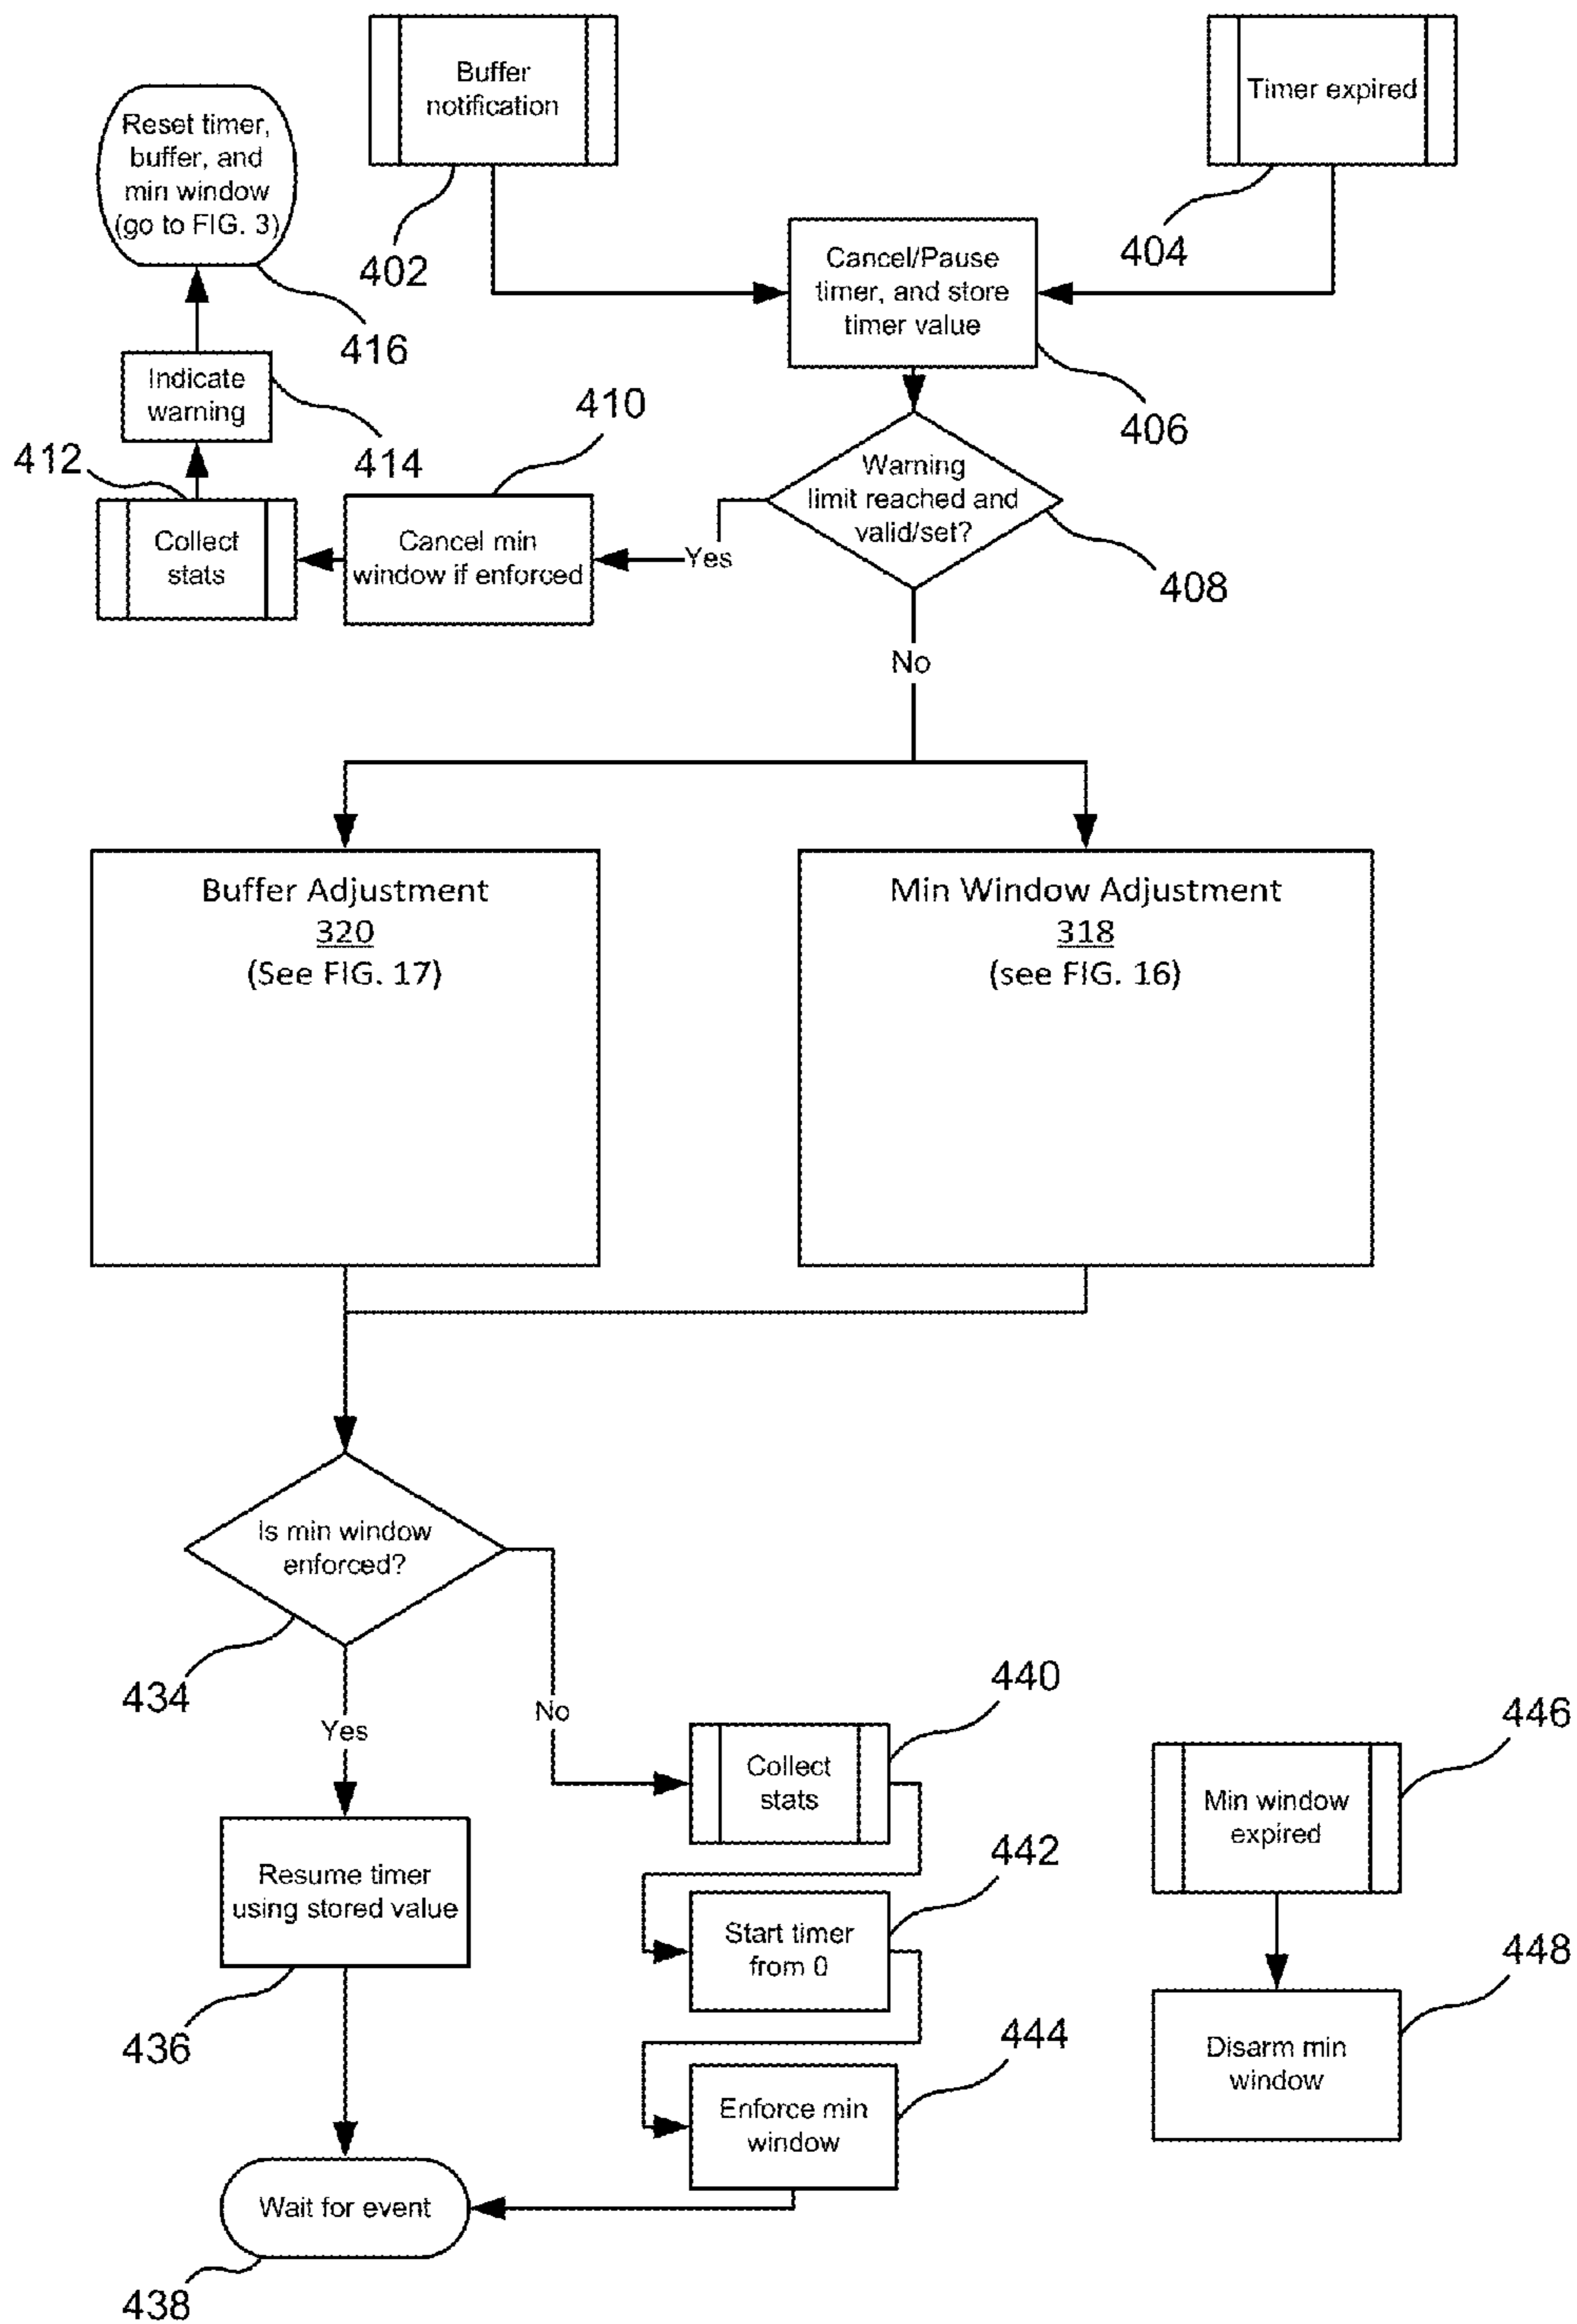 Buffer
notification
Timer expired
Reset timer,
buffer, and
min window
(go to FIG. 3)
402
404
Cancel/Pause
timer, and store
timer value
416
406
Indicate
warning
414
410
412
Warning
limit reached and
valid/set?
408
Collect
stats
Cancel min
window if enforced
Yes
No
Buffer Adjustment
320
(See FIG. 17)
Min Window Adjustment
318
(see FIG. 16)
Is min window
enforced?
434
Yes
No
440
Collect
stats
446
Min window
expired
Resume timer
using stored value
436
442
Start timer
from 0
448
Disarm min
window
444
Enforce min
window
Wait for event
438